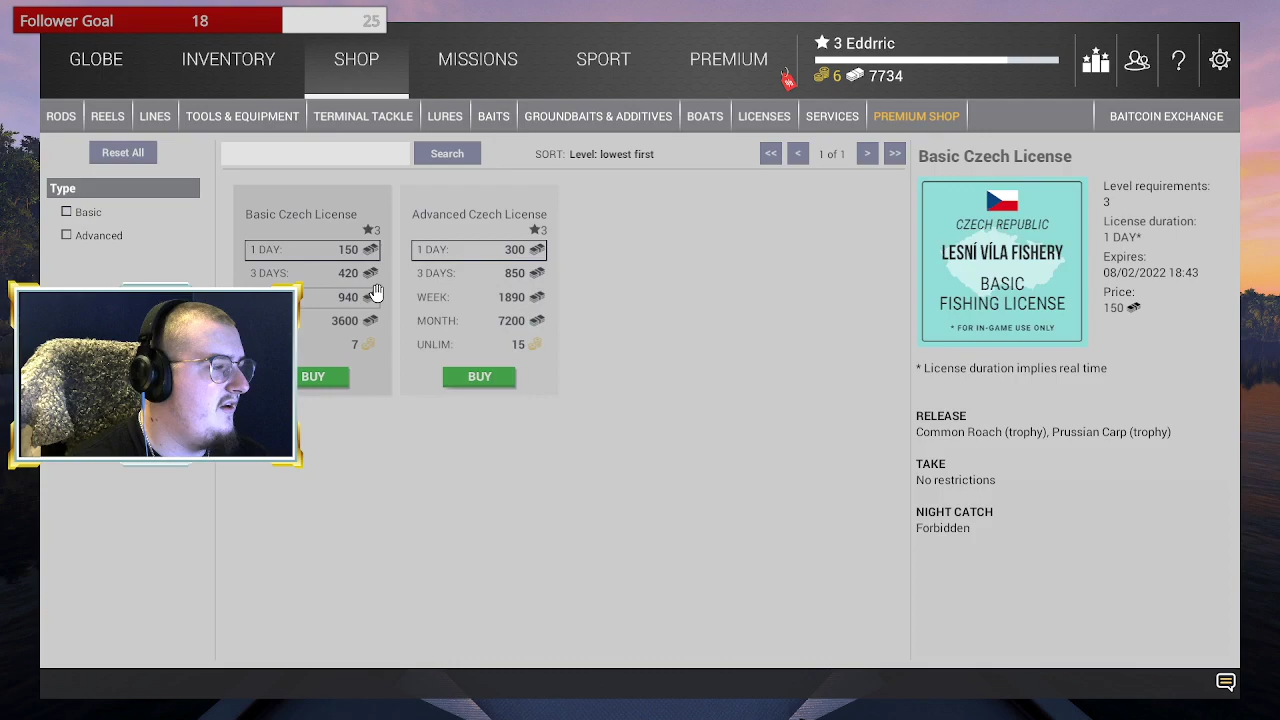 Follower Goal 18 25
GLOBE INVENTORY SHOP MISSIONS SPORT PREMIUM
3 Eddrric
6 7734
%
?
RODS REELS LINES TOOLS & EQUIPMENT TERMINAL TACKLE LURES BAITS GROUNDBAITS & ADDITIVES BOATS LICENSES SERVICES PREMIUM SHOP BAITCOIN EXCHANGE
Reset All
Search
SORT: Level: lowest first
<< < 1 of 1 > >>
Type
Basic
Advanced
Basic Czech License
3
1 DAY: 150
3 DAYS: 420
940
3600
7
BUY
Advanced Czech License
3
1 DAY: 300
3 DAYS: 850
WEEK: 1890
MONTH: 7200
UNLIM: 15
BUY
Basic Czech License
CZECH REPUBLIC
LESNÍ VÍLA FISHERY
BASIC
FISHING LICENSE
* FOR IN-GAME USE ONLY
Level requirements:
3
License duration:
1 DAY*
Expires:
08/02/2022 18:43
Price:
150
* License duration implies real time
RELEASE
Common Roach (trophy), Prussian Carp (trophy)
TAKE
No restrictions
NIGHT CATCH
Forbidden